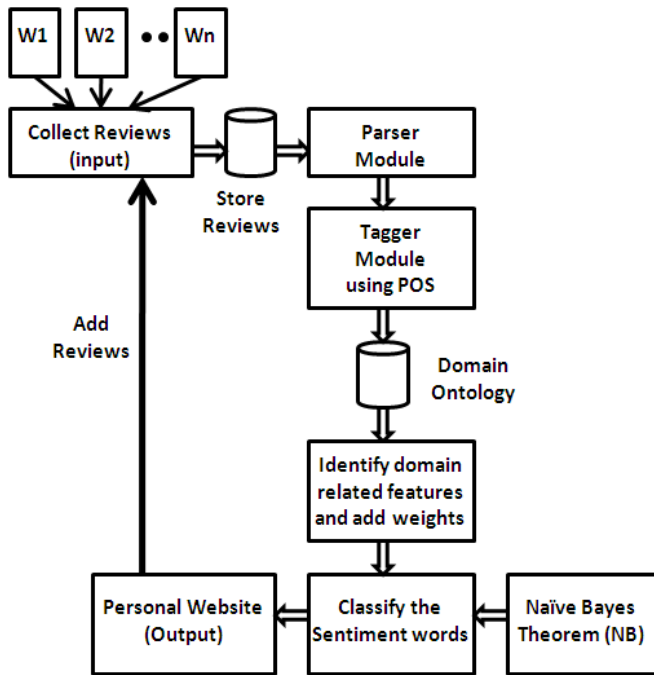 W1
W2
Wn
Collect Reviews
(input)
Store
Reviews
Parser
Module
Tagger
Module
using POS
Add
Reviews
Domain
Ontology
Identify domain
related features
and add weights
Personal Website
(Output)
Classify the
Sentiment words
Naïve Bayes
Theorem (NB)